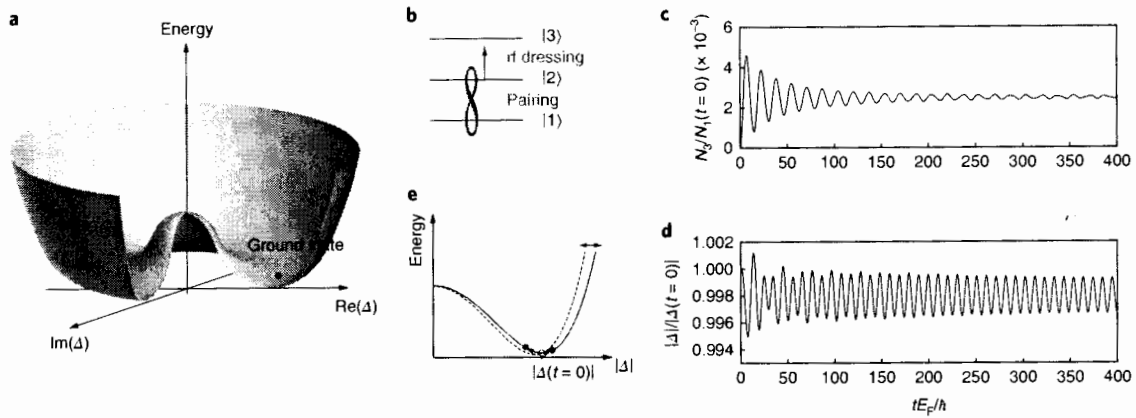 a
Energy
Ground state
Re(Δ)
Im(Δ)
b
|3⟩
rf dressing
|2⟩
Pairing
|1⟩
e
Energy
|Δ(t = 0)|
|Δ|
c
N₃/N₁(t = 0) (× 10⁻³)
6
4
2
0
0 50 100 150 200 250 300 350 400
d
|Δ|/|Δ(t = 0)|
1.002
1.000
0.998
0.996
0.994
0 50 100 150 200 250 300 350 400
tE_F/ħ